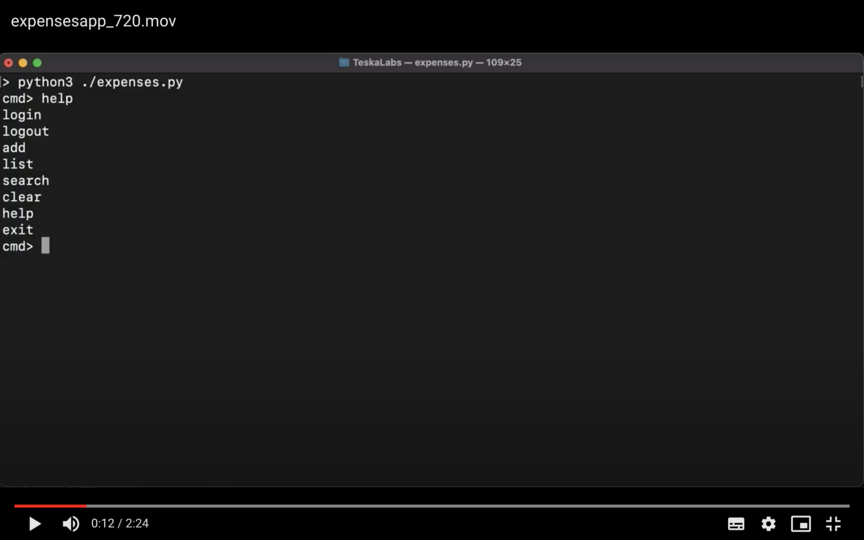 expensesapp_720.mov
TeskaLabs — expenses.py — 109×25
> python3 ./expenses.py
cmd> help
login
logout
add
list
search
clear
help
exit
cmd>
0:12 / 2:24